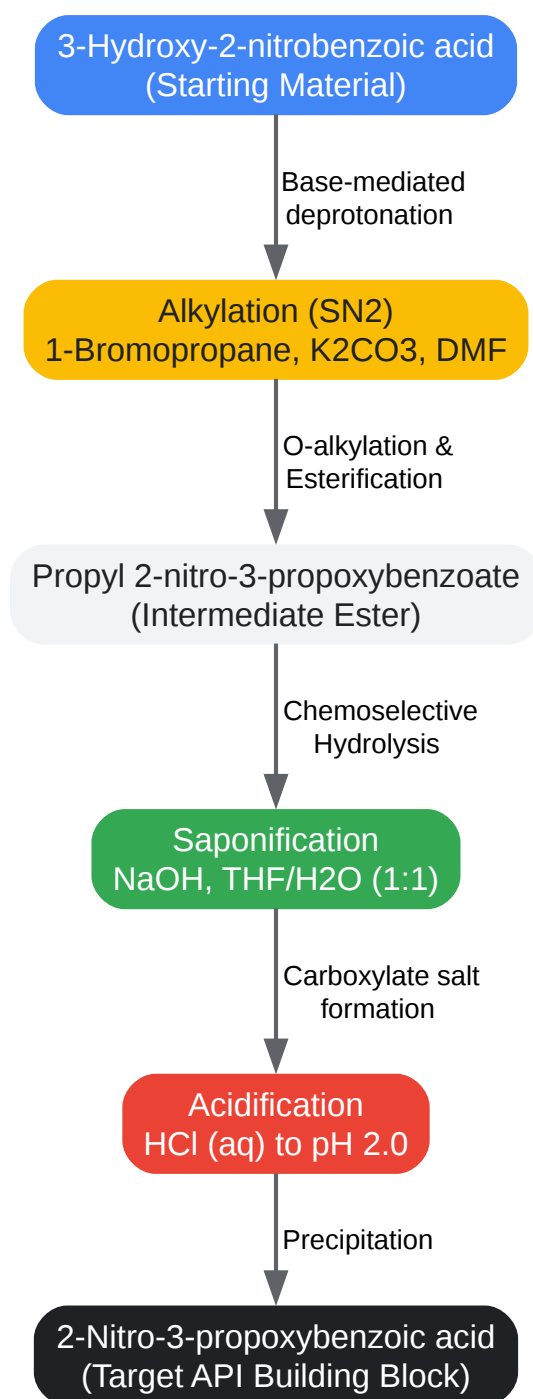 3-Hydroxy-2-nitrobenzoic acid
(Starting Material)
Base-mediated
deprotonation
Alkylation (SN2)
1-Bromopropane, K2CO3, DMF
O-alkylation &
Esterification
Propyl 2-nitro-3-propoxybenzoate
(Intermediate Ester)
Chemoselective
Hydrolysis
Saponification
NaOH, THF/H2O (1:1)
Carboxylate salt
formation
Acidification
HCl (aq) to pH 2.0
Precipitation
2-Nitro-3-propoxybenzoic acid
(Target API Building Block)